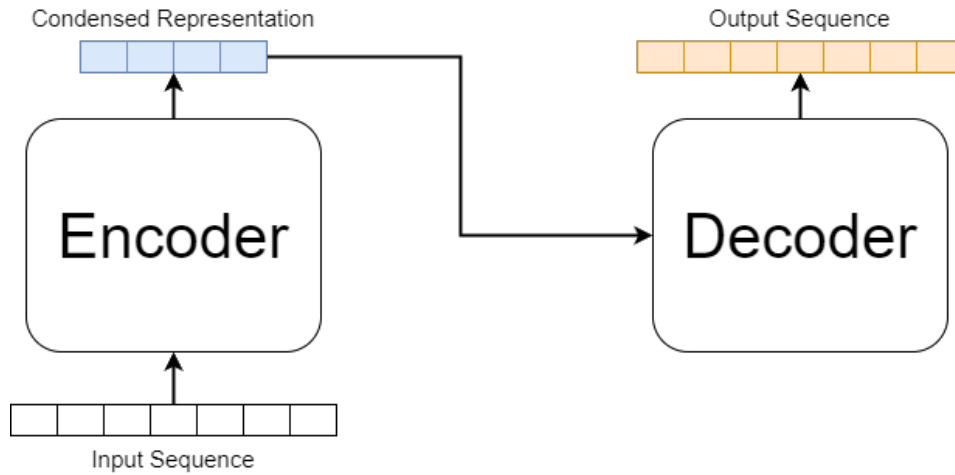 Condensed Representation
Output Sequence
Encoder
Decoder
Input Sequence